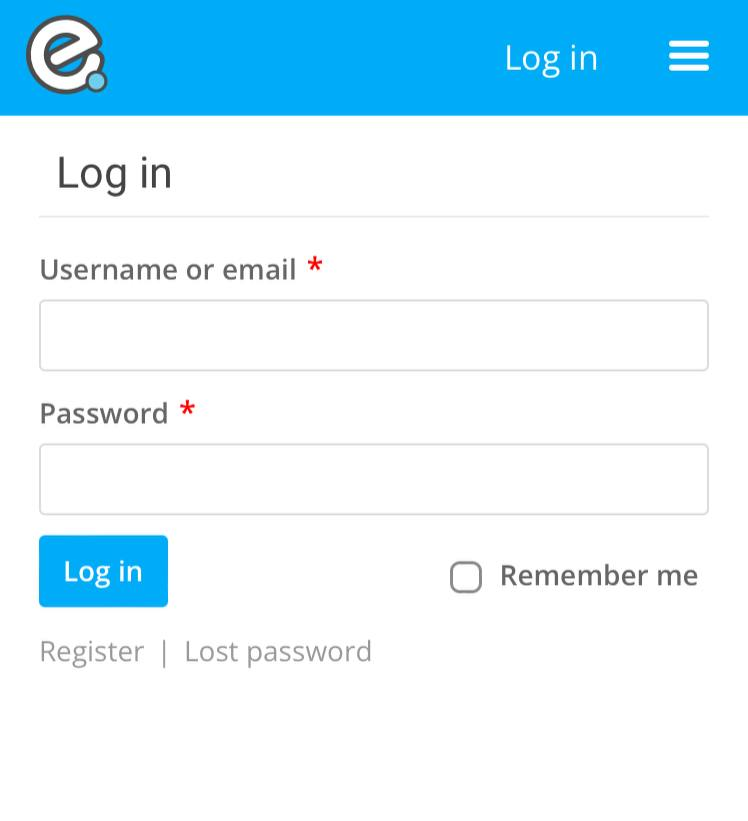 e.
Log in
Log in
Username or email *
Password *
Log in
Remember me
Register | Lost password